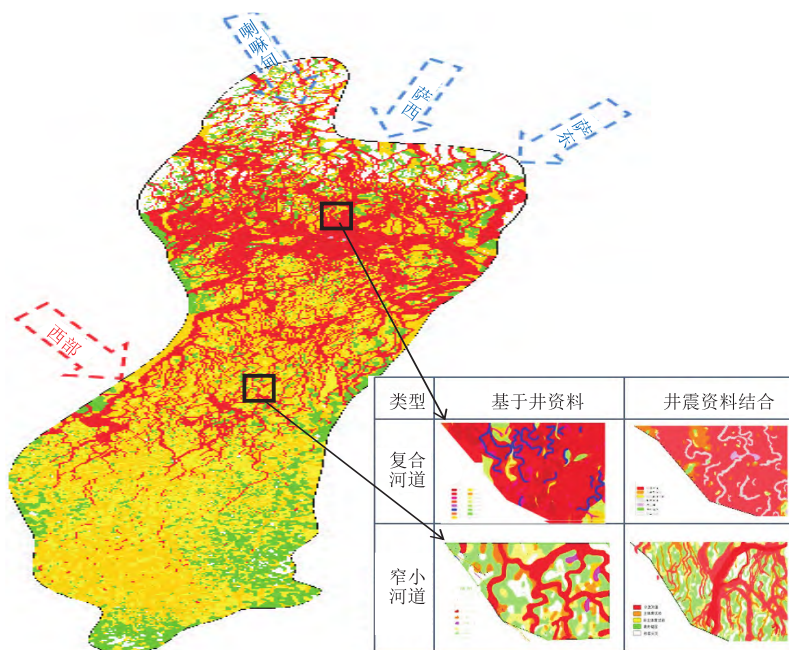 喇嘛甸
萨西
萨东
西部
类型 基于井资料 井震资料结合
复合
河道
窄小
河道